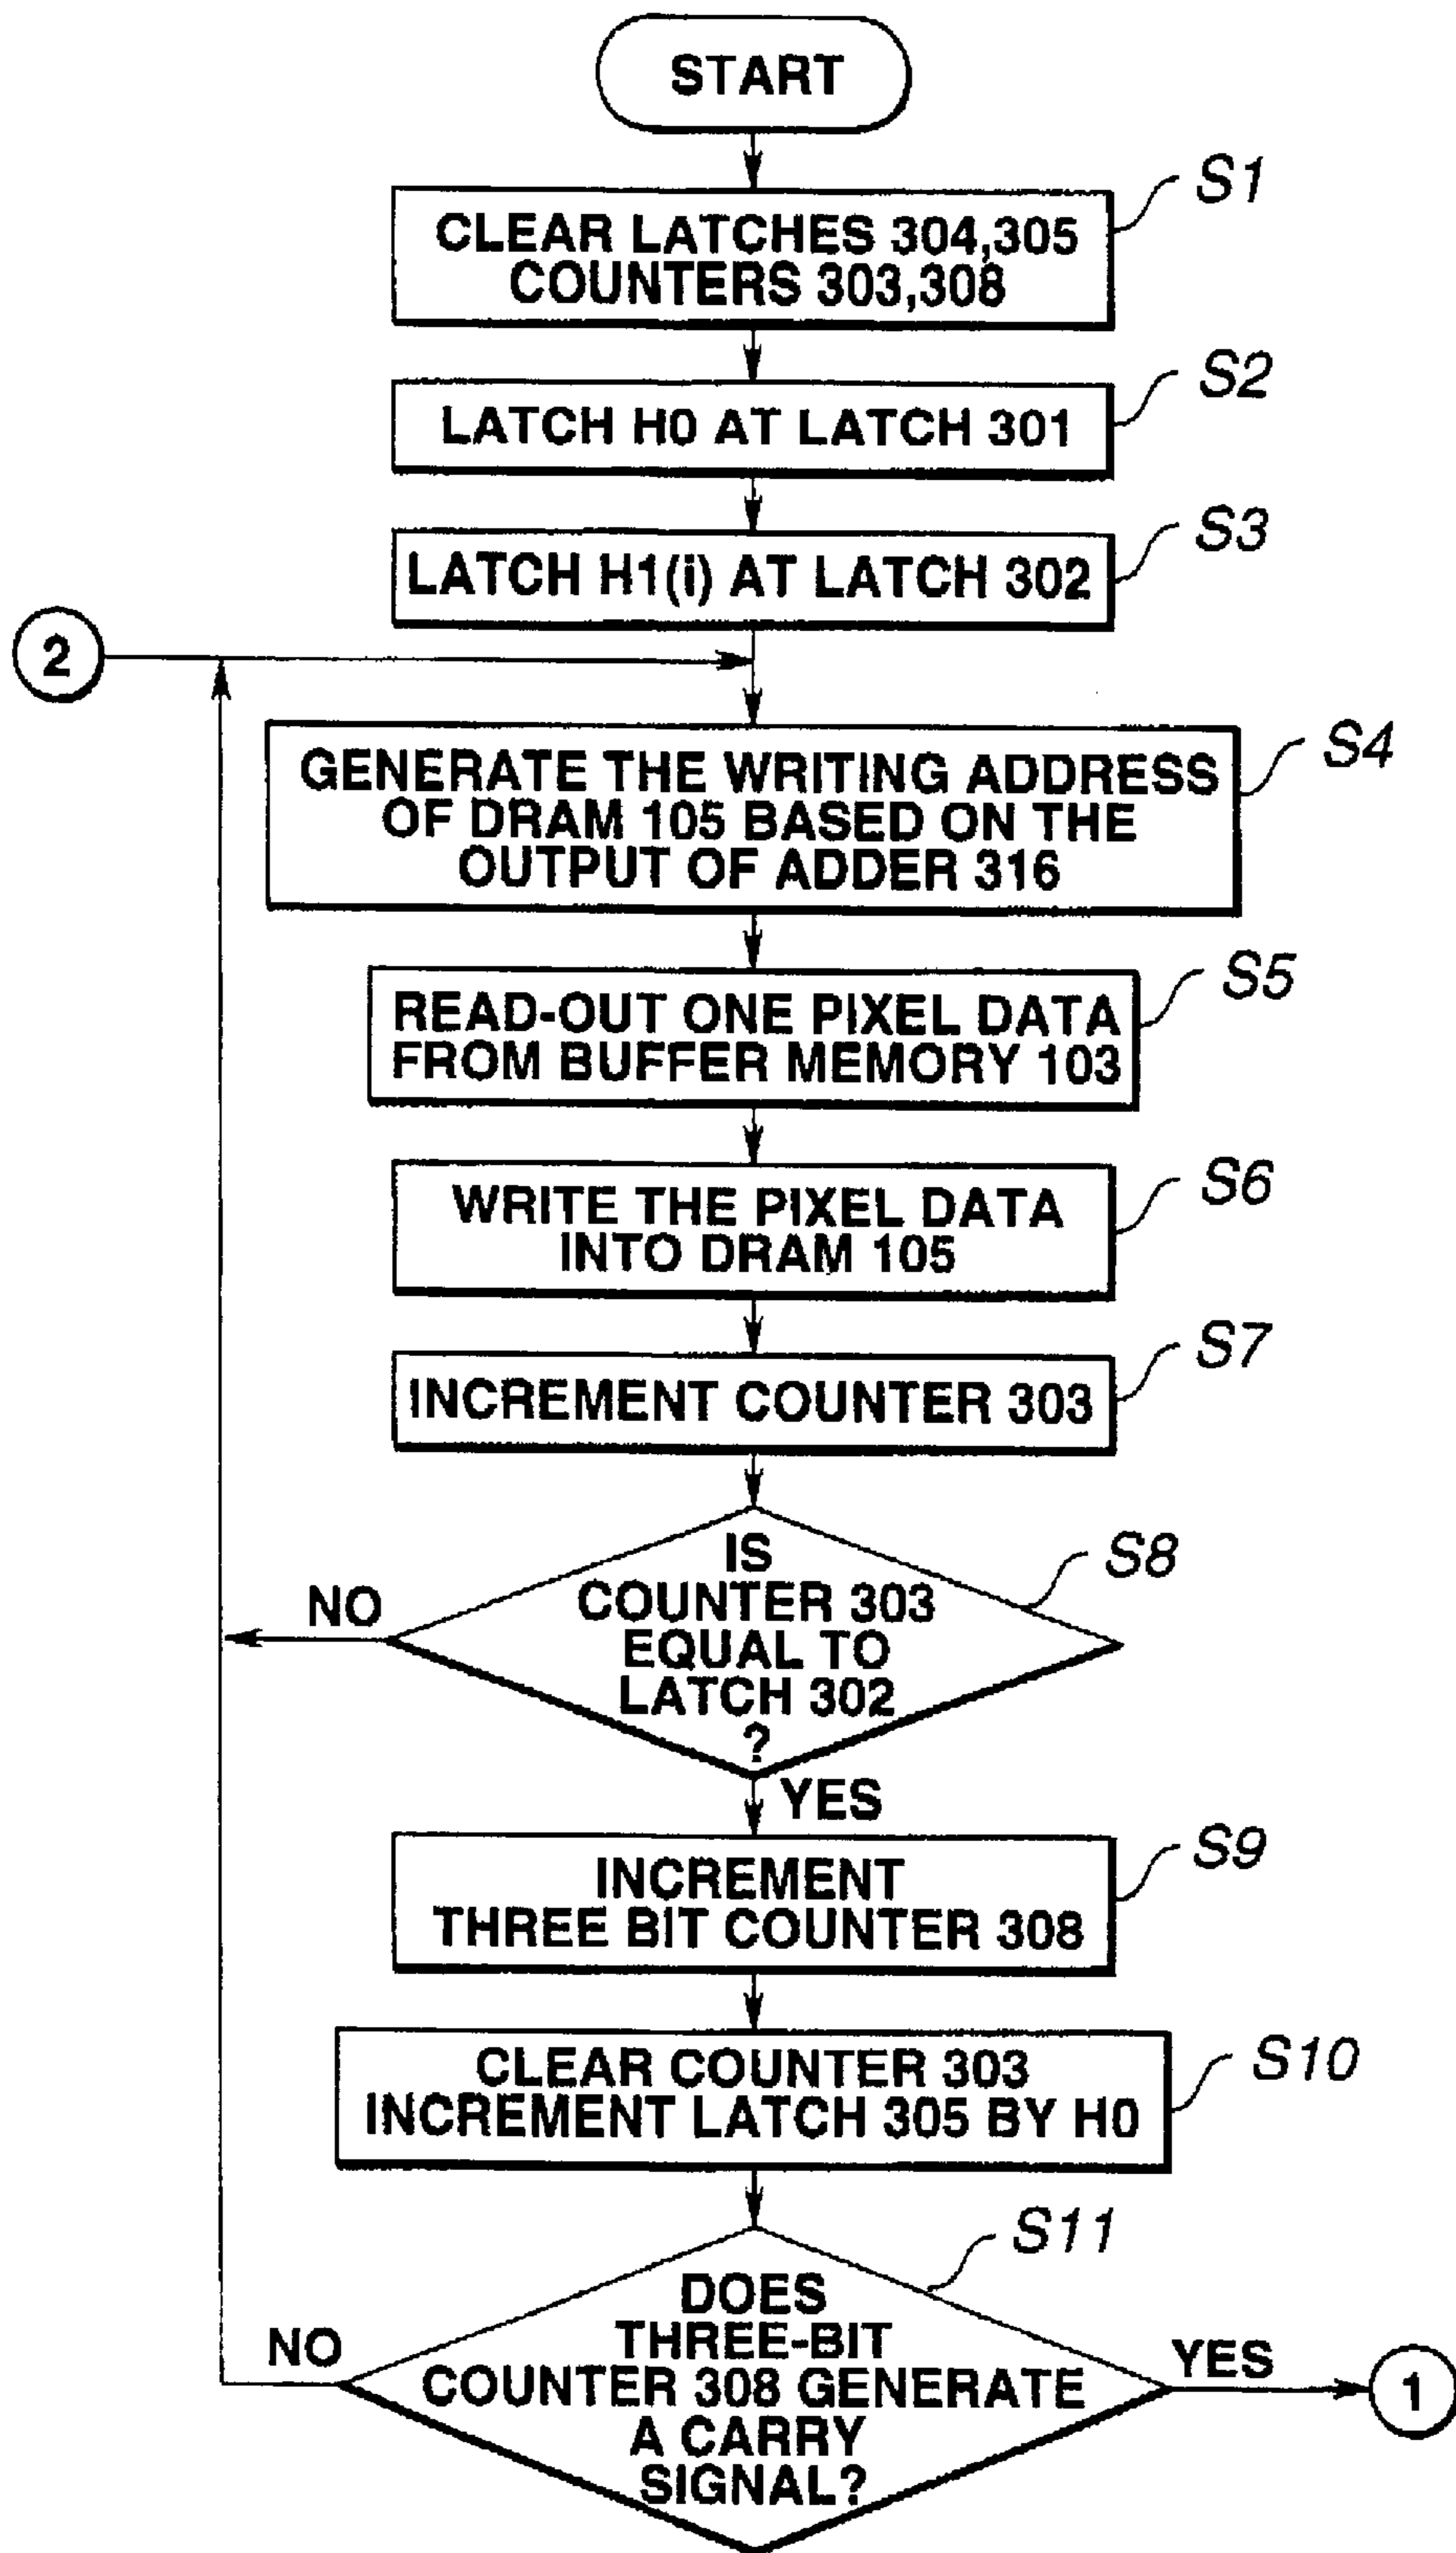 START
S1
CLEAR LATCHES 304,305
COUNTERS 303,308
S2
LATCH H0 AT LATCH 301
S3
LATCH H1(i) AT LATCH 302
2
S4
GENERATE THE WRITING ADDRESS
OF DRAM 105 BASED ON THE
OUTPUT OF ADDER 316
S5
READ-OUT ONE PIXEL DATA
FROM BUFFER MEMORY 103
S6
WRITE THE PIXEL DATA
INTO DRAM 105
S7
INCREMENT COUNTER 303
S8
IS
COUNTER 303
EQUAL TO
LATCH 302
?
NO
YES
S9
INCREMENT
THREE BIT COUNTER 308
S10
CLEAR COUNTER 303
INCREMENT LATCH 305 BY H0
S11
DOES
THREE-BIT
COUNTER 308 GENERATE
A CARRY
SIGNAL?
NO
YES
1